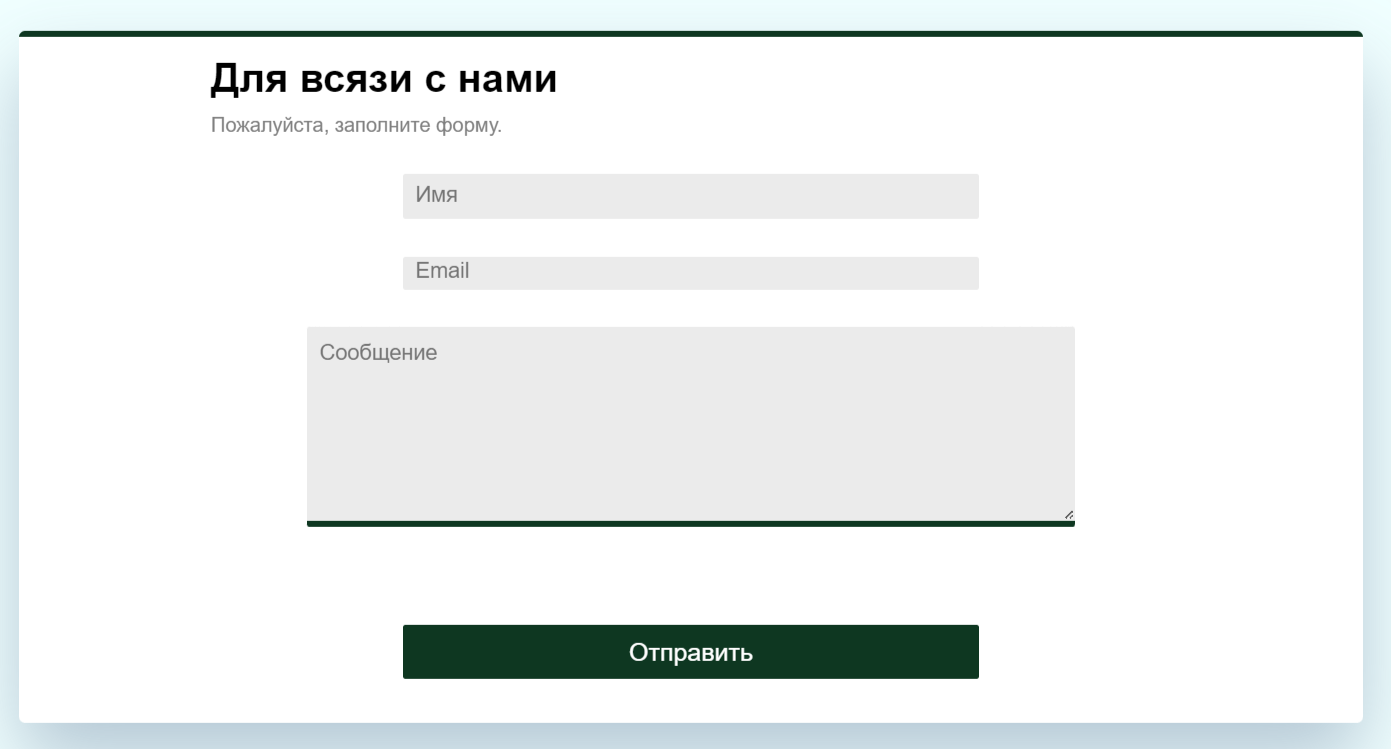 Для всязи с нами
Пожалуйста, заполните форму.
Имя
Email
Сообщение
Отправить